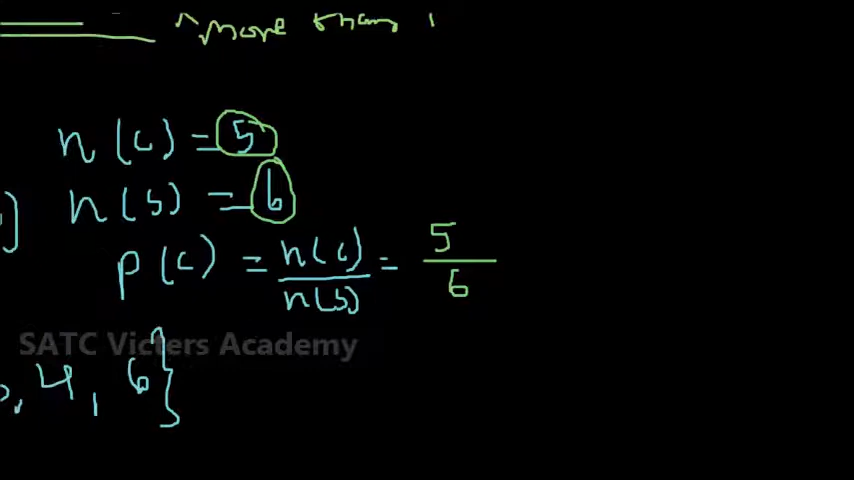 more than 1
n(c) = 5
n(s) = 6
P(c) = n(c)/n(s) = 5/6
SATC Victers Academy
, 4, 6}